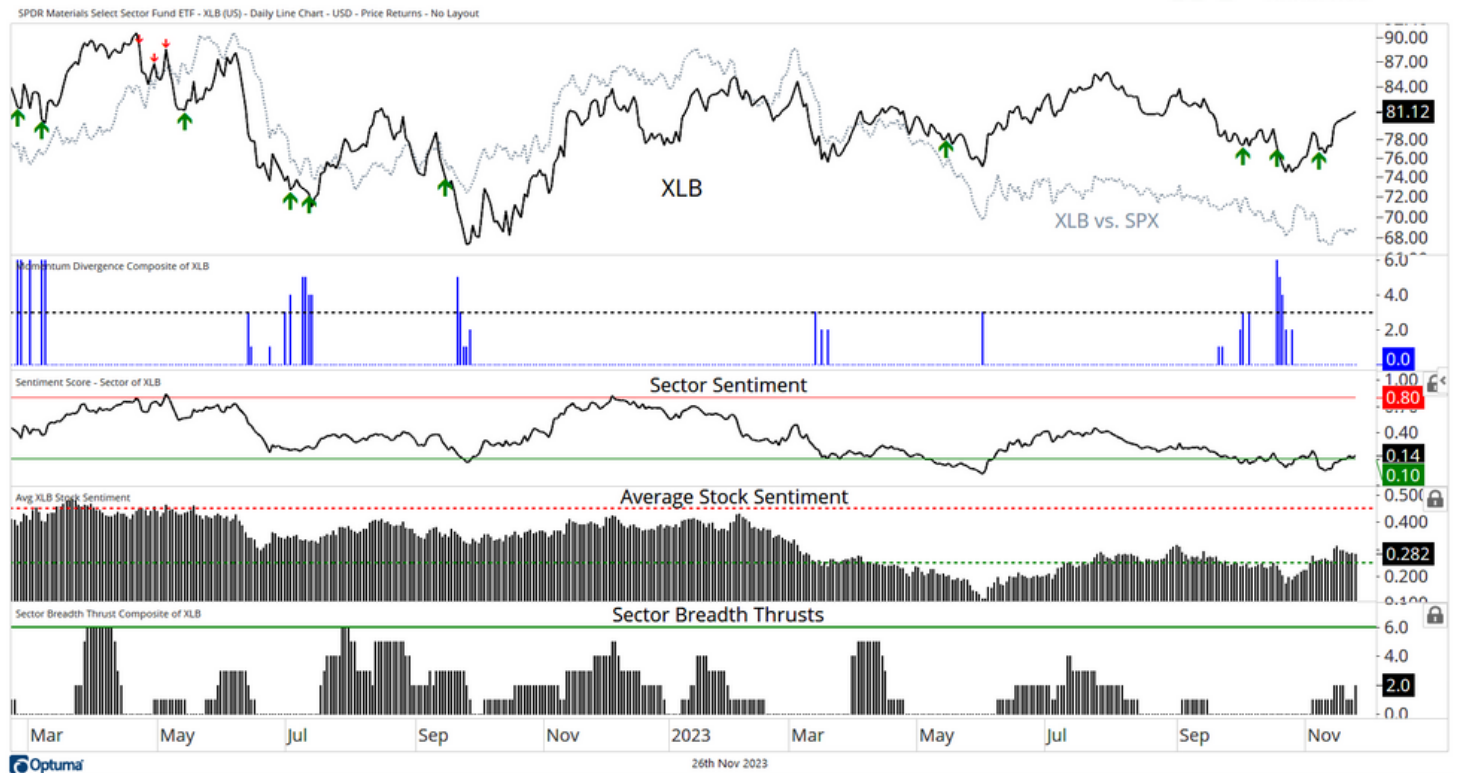 SPDR Materials Select Sector Fund ETF - XLB (US) - Daily Line Chart - USD - Price Returns - No Layout
90.00
87.00
84.00
81.12
78.00
76.00
74.00
72.00
70.00
68.00
XLB
XLB vs. SPX
Momentum Divergence Composite of XLB
6.0
4.0
2.0
0.0
Sentiment Score - Sector of XLB
Sector Sentiment
1.00
0.80
0.40
0.14
0.10
Avg XLB Stock Sentiment
Average Stock Sentiment
0.500
0.400
0.282
0.200
Sector Breadth Thrust Composite of XLB
Sector Breadth Thrusts
6.0
4.0
2.0
0.0
Mar May Jul Sep Nov 2023 Mar May Jul Sep Nov
Optuma
26th Nov 2023